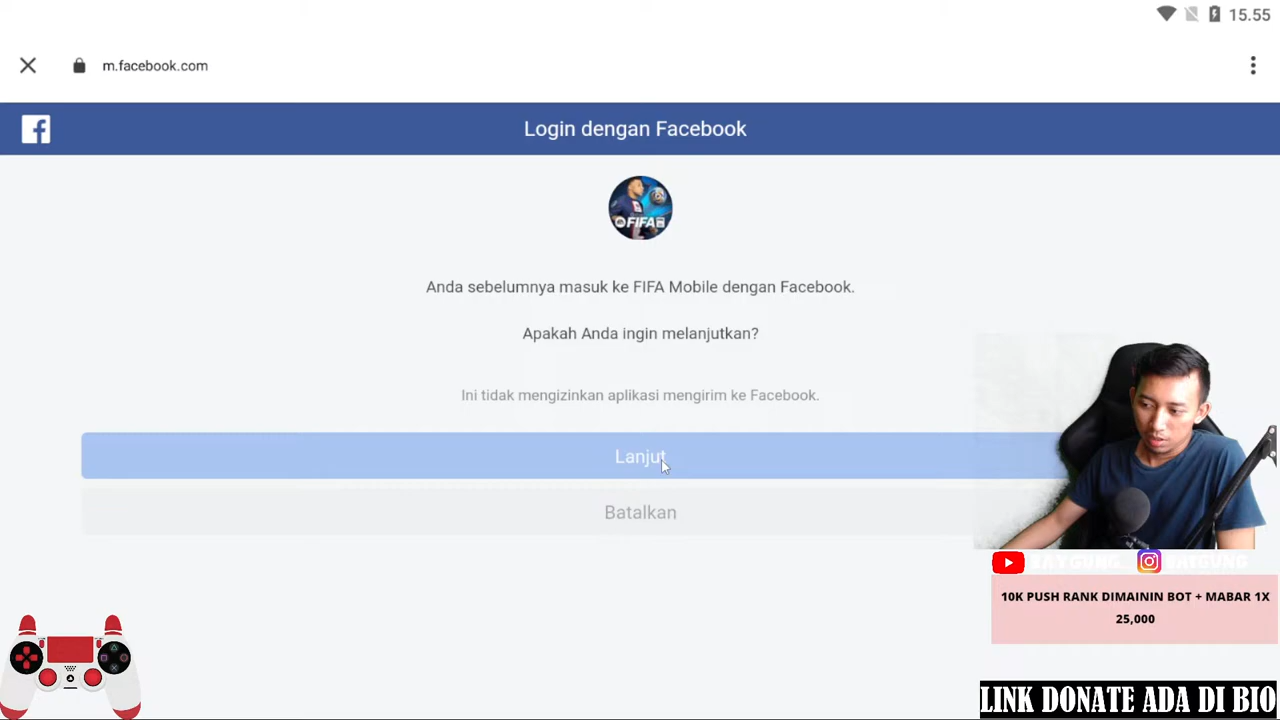 15.55
m.facebook.com
Login dengan Facebook
FIFA
Anda sebelumnya masuk ke FIFA Mobile dengan Facebook.
Apakah Anda ingin melanjutkan?
Ini tidak mengizinkan aplikasi mengirim ke Facebook.
Lanjut
Batalkan
10K PUSH RANK DIMAININ BOT + MABAR 1X
25,000
LINK DONATE ADA DI BIO